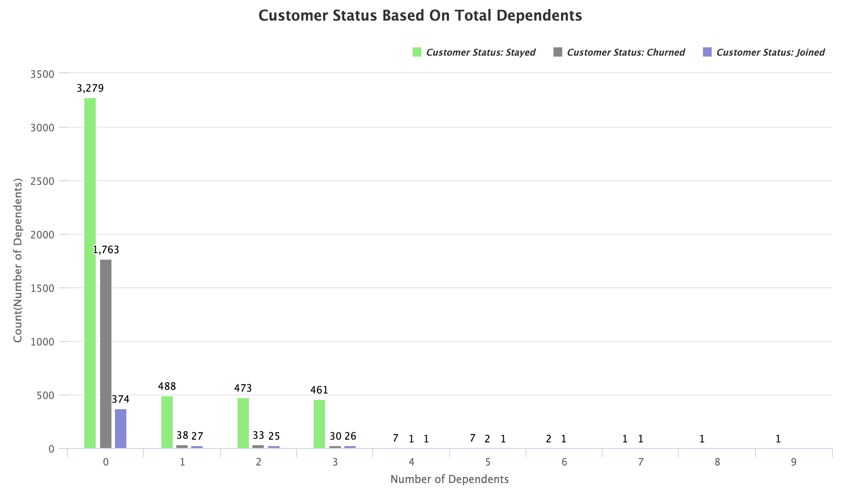 Customer Status Based On Total Dependents
Customer Status: Stayed Customer Status: Churned Customer Status: Joined
Count(Number of Dependents)
3500
3000
2500
2000
1500
1000
500
0
3,279
1,763
374
488 38 27
473 33 25
461 30 26
7 1 1
7 2 1
2 1
1 1
1
1
0 1 2 3 4 5 6 7 8 9
Number of Dependents